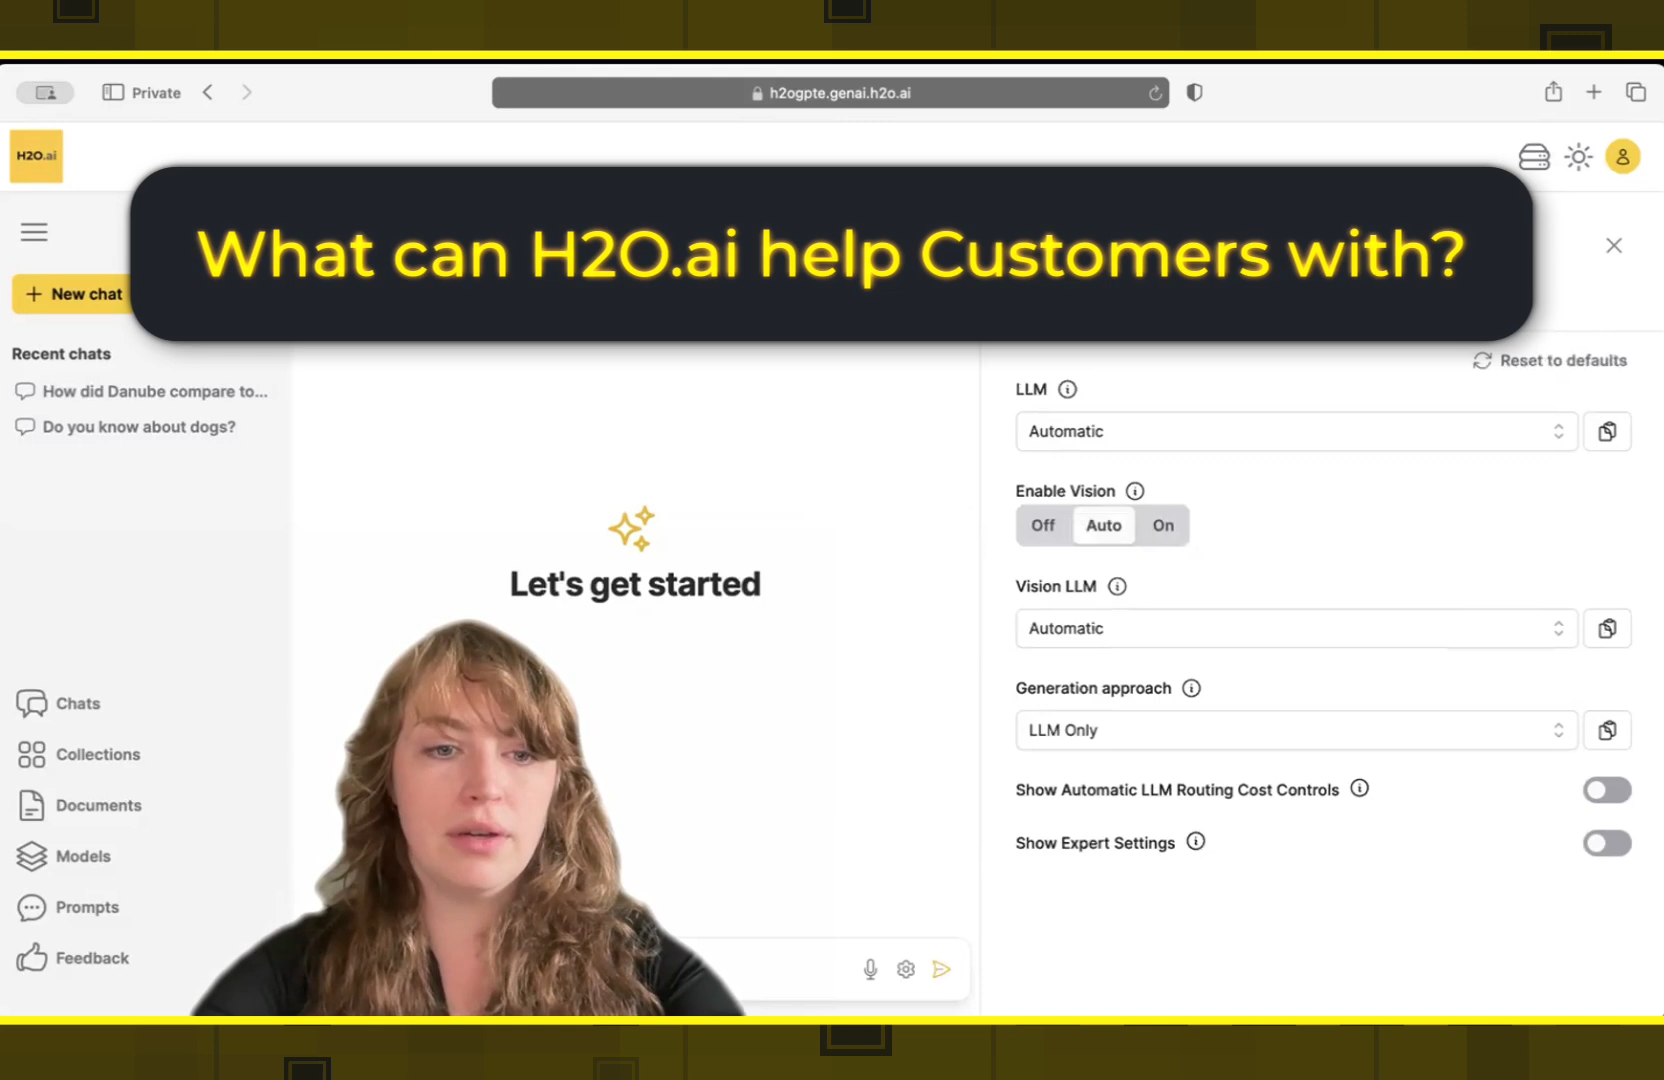 Private
h2ogpte.genai.h2o.ai
H2O.ai
What can H2O.ai help Customers with?
New chat
Recent chats
How did Danube compare to...
Do you know about dogs?
Chats
Collections
Documents
Models
Prompts
Feedback
Let's get started
Reset to defaults
LLM
Automatic
Enable Vision
Off Auto On
Vision LLM
Automatic
Generation approach
LLM Only
Show Automatic LLM Routing Cost Controls
Show Expert Settings